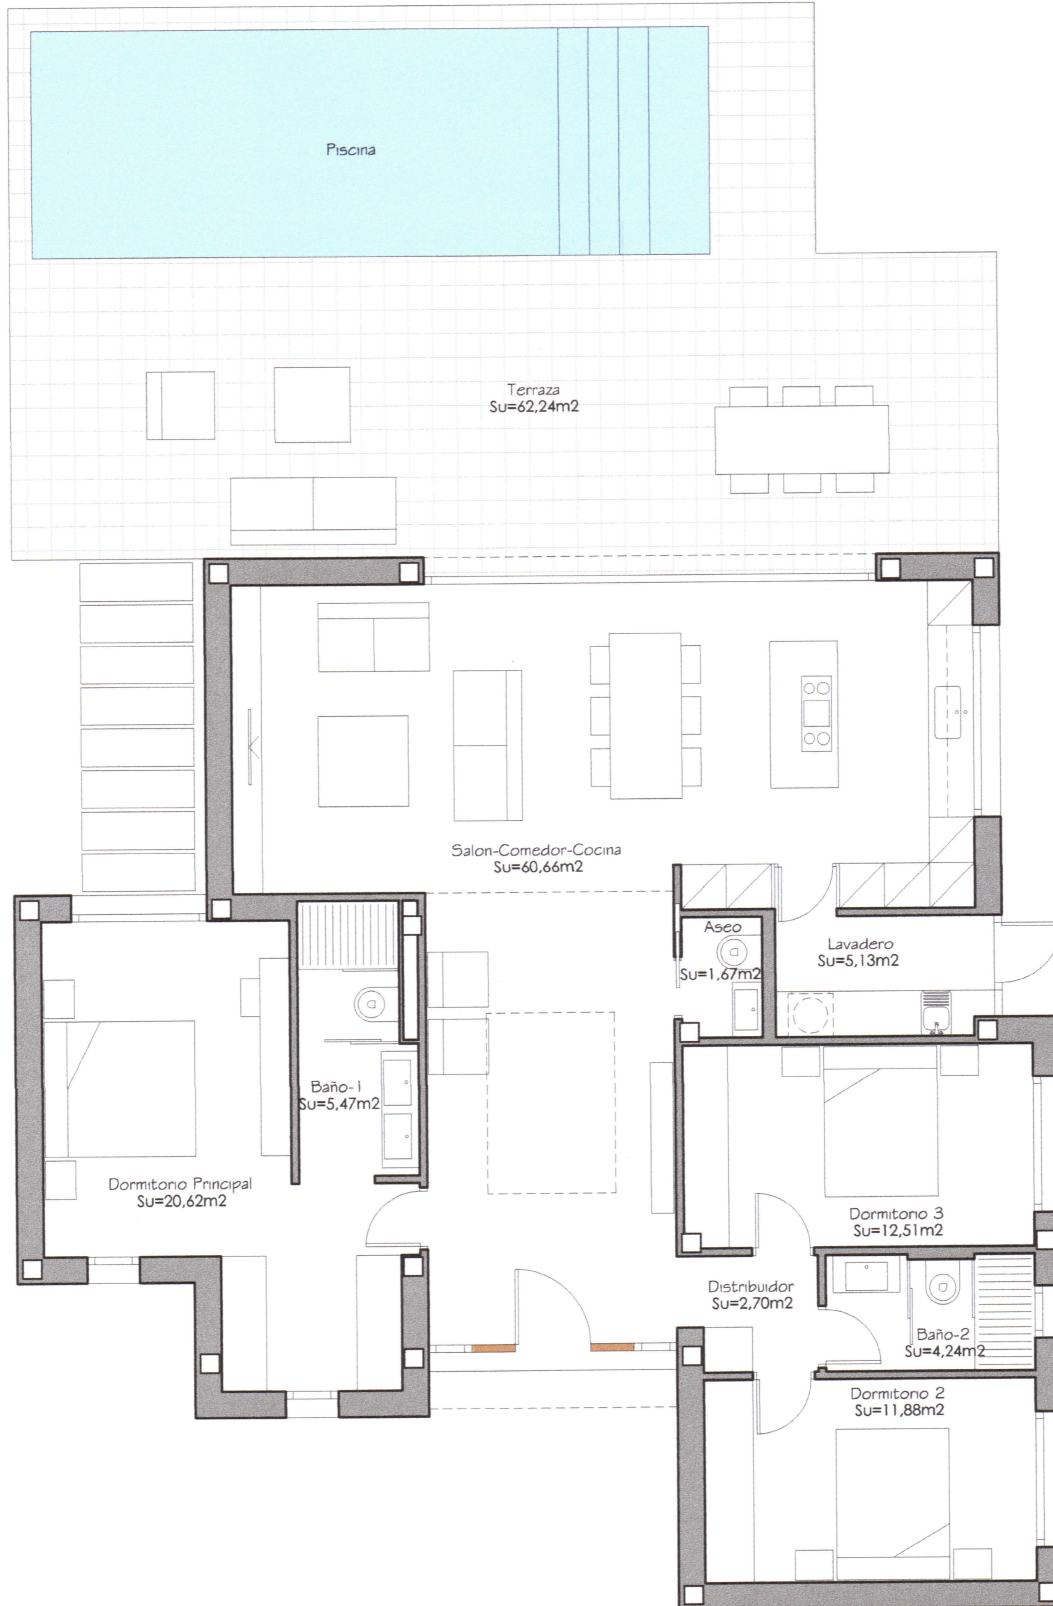 Piscina
Terraza
Su=62,24m2
Salon-Comedor-Cocina
Su=60,66m2
Aseo
Su=1,67m2
Lavadero
Su=5,13m2
Baño-1
Su=5,47m2
Dormitorio Principal
Su=20,62m2
Dormitorio 3
Su=12,51m2
Distribuidor
Su=2,70m2
Baño-2
Su=4,24m2
Dormitorio 2
Su=11,88m2